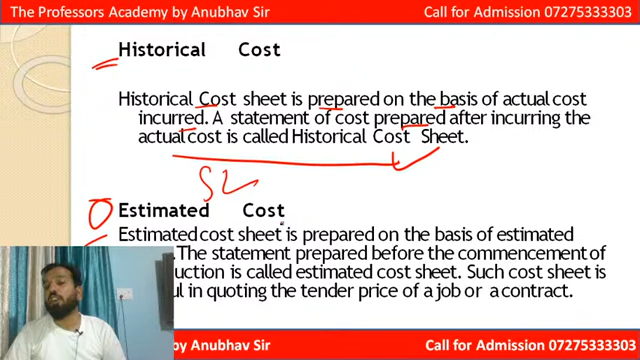 The Professors Academy by Anubhav Sir Call for Admission 07275333303
Historical Cost
Historical Cost sheet is prepared on the basis of actual cost
incurred. A statement of cost prepared after incurring the
actual cost is called Historical Cost Sheet.
Estimated Cost
Estimated cost sheet is prepared on the basis of estimated
The statement prepared before the commencement of
uction is called estimated cost sheet. Such cost sheet is
ul in quoting the tender price of a job or a contract.
by Anubhav Sir Call for Admission 07275333303